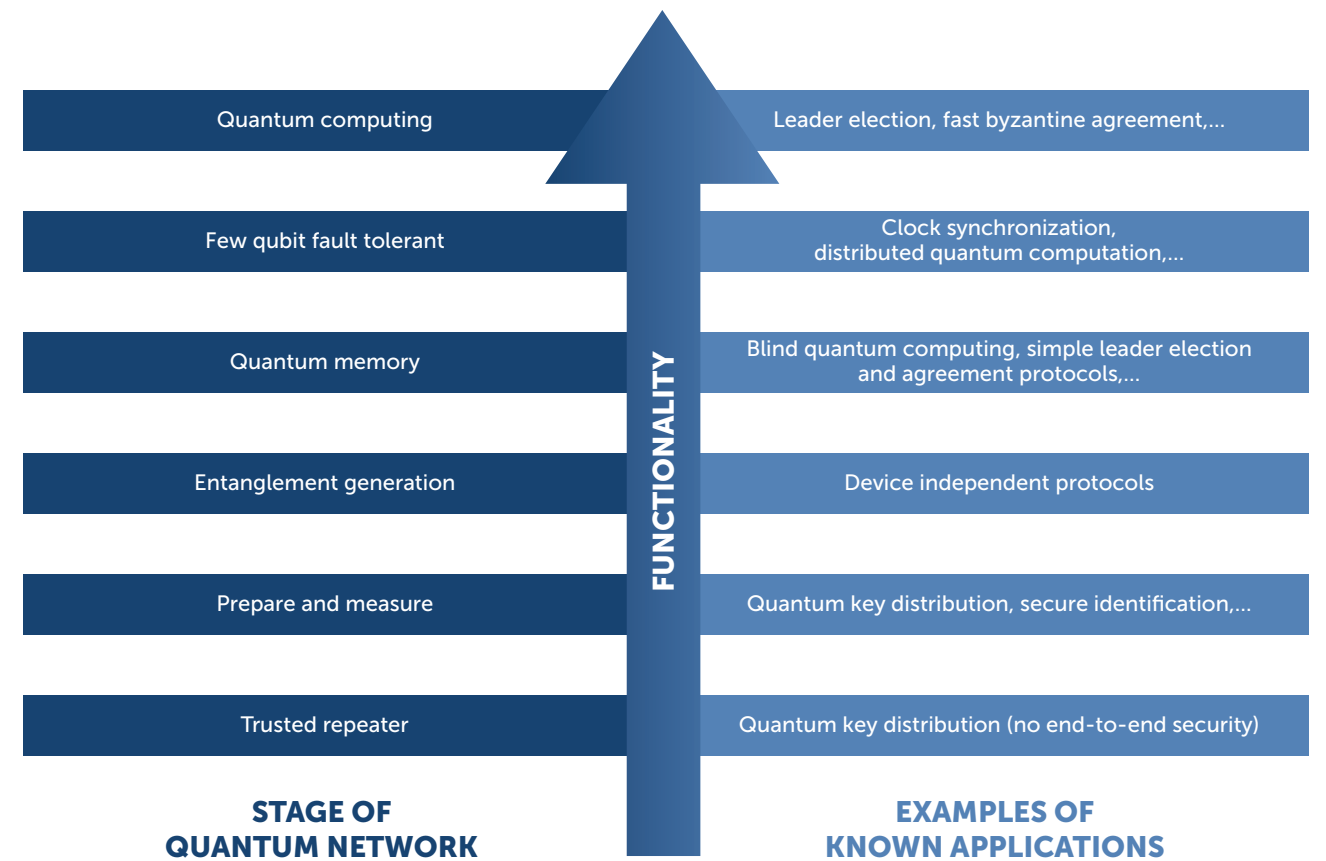 Quantum computing
Leader election, fast byzantine agreement,...
Few qubit fault tolerant
Clock synchronization,
distributed quantum computation,...
Quantum memory
Blind quantum computing, simple leader election
and agreement protocols,...
FUNCTIONALITY
Entanglement generation
Device independent protocols
Prepare and measure
Quantum key distribution, secure identification,...
Trusted repeater
Quantum key distribution (no end-to-end security)
STAGE OF
QUANTUM NETWORK
EXAMPLES OF
KNOWN APPLICATIONS